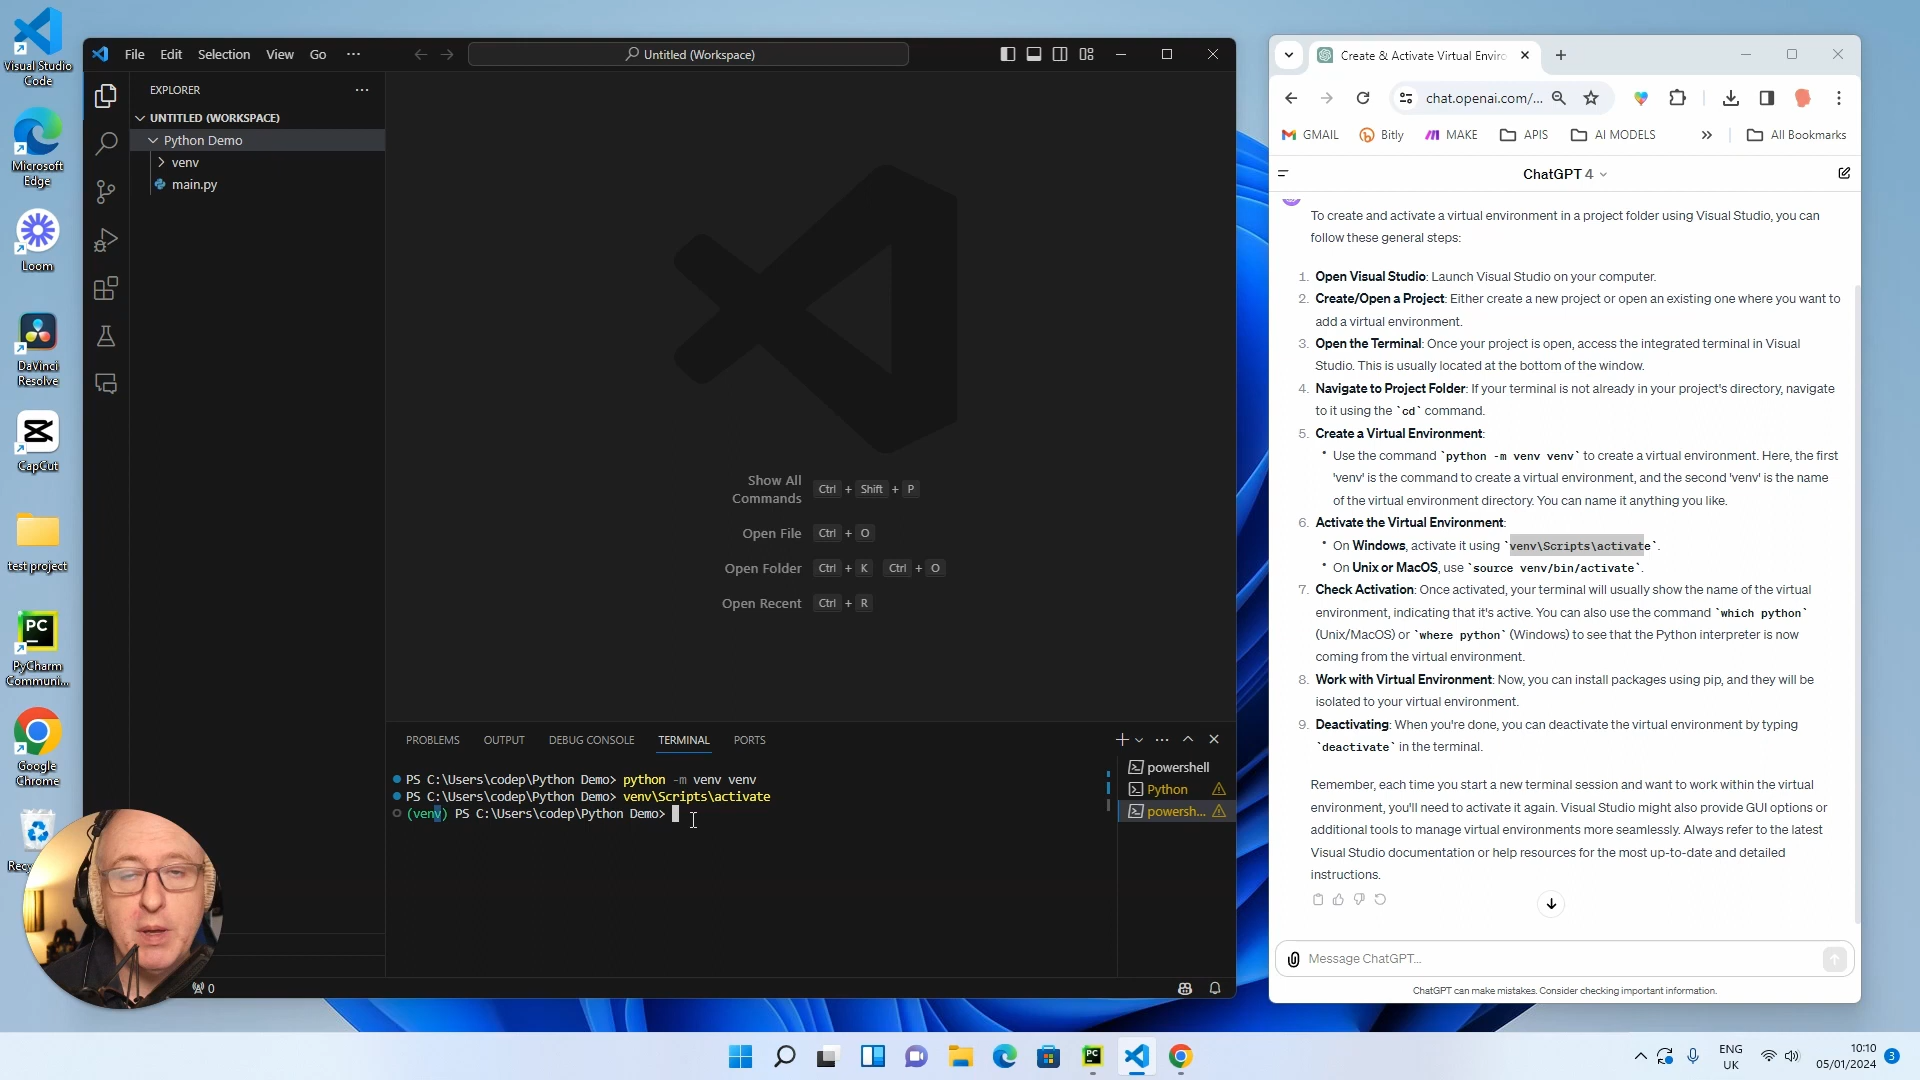 Visual Studio
Code
Microsoft
Edge
Loom
DaVinci
Resolve
CapCut
test project
PC
PyCharm
Communi...
Google
Chrome
File Edit Selection View Go ...
Untitled (Workspace)
EXPLORER
UNTITLED (WORKSPACE)
Python Demo
venv
main.py
Show All
Commands
Ctrl + Shift + P
Open File Ctrl + O
Open Folder Ctrl + K Ctrl + O
Open Recent Ctrl + R
PROBLEMS OUTPUT DEBUG CONSOLE TERMINAL PORTS
PS C:\Users\codep\Python Demo> python -m venv venv
PS C:\Users\codep\Python Demo> venv\Scripts\activate
(venv) PS C:\Users\codep\Python Demo>
powershell
Python
powersh...
0
Create & Activate Virtual Enviro
chat.openai.com/...
GMAIL Bitly MAKE APIS AI MODELS » All Bookmarks
ChatGPT 4
To create and activate a virtual environment in a project folder using Visual Studio, you can
follow these general steps:
1. Open Visual Studio: Launch Visual Studio on your computer.
2. Create/Open a Project: Either create a new project or open an existing one where you want to
add a virtual environment.
3. Open the Terminal: Once your project is open, access the integrated terminal in Visual
Studio. This is usually located at the bottom of the window.
4. Navigate to Project Folder: If your terminal is not already in your project's directory, navigate
to it using the `cd` command.
5. Create a Virtual Environment:
• Use the command `python -m venv venv` to create a virtual environment. Here, the first
'venv' is the command to create a virtual environment, and the second 'venv' is the name
of the virtual environment directory. You can name it anything you like.
6. Activate the Virtual Environment:
• On Windows, activate it using `venv\Scripts\activate`.
• On Unix or MacOS, use `source venv/bin/activate`.
7. Check Activation: Once activated, your terminal will usually show the name of the virtual
environment, indicating that it's active. You can also use the command `which python`
(Unix/MacOS) or `where python` (Windows) to see that the Python interpreter is now
coming from the virtual environment.
8. Work with Virtual Environment: Now, you can install packages using pip, and they will be
isolated to your virtual environment.
9. Deactivating: When you're done, you can deactivate the virtual environment by typing
`deactivate` in the terminal.
Remember, each time you start a new terminal session and want to work within the virtual
environment, you'll need to activate it again. Visual Studio might also provide GUI options or
additional tools to manage virtual environments more seamlessly. Always refer to the latest
Visual Studio documentation or help resources for the most up-to-date and detailed
instructions.
Message ChatGPT...
ChatGPT can make mistakes. Consider checking important information.
PC
ENG
UK
10:10
05/01/2024
3